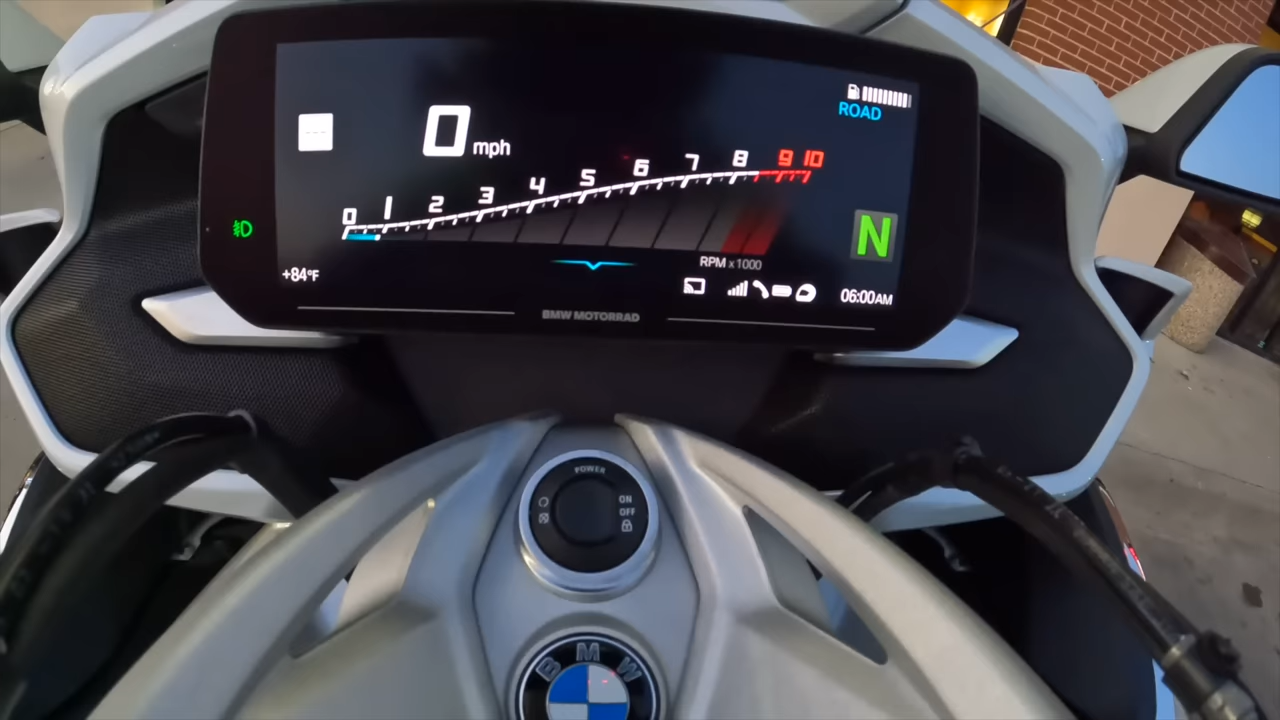 ROAD
---
0 mph
0 1 2 3 4 5 6 7 8 9 10
N
+84°F
RPM x 1000
06:00AM
BMW MOTORRAD
POWER
ON
OFF
BMW